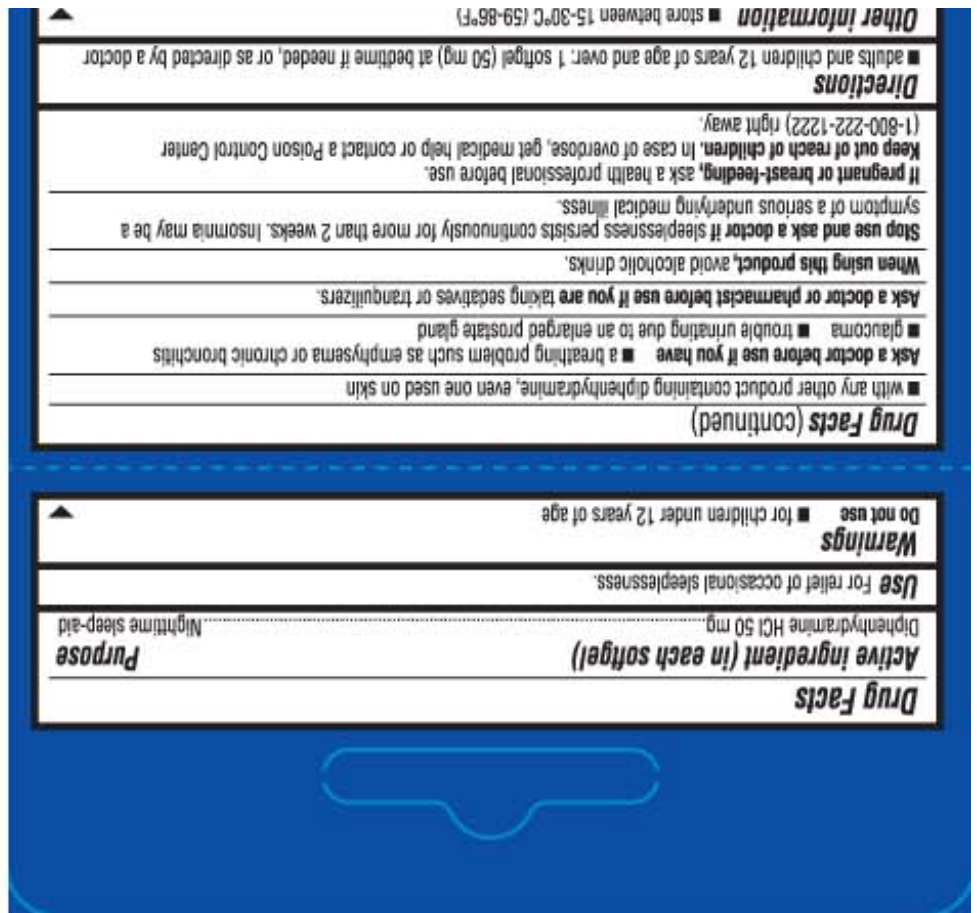 Drug Facts
Active ingredient (in each softgel) Purpose
Diphenhydramine HCI 50 mg..........Nighttime sleep-aid
Use For relief of occasional sleeplessness.
Warnings
Do not use ■ for children under 12 years of age
Drug Facts (continued)
■ with any other product containing diphenhydramine, even one used on skin
Ask a doctor before use if you have ■ a breathing problem such as emphysema or chronic bronchitis
■ glaucoma ■ trouble urinating due to an enlarged prostate gland
Ask a doctor or pharmacist before use if you are taking sedatives or tranquilizers.
When using this product, avoid alcoholic drinks.
Stop use and ask a doctor if sleeplessness persists continuously for more than 2 weeks. Insomnia may be a
symptom of a serious underlying medical illness.
If pregnant or breast-feeding, ask a health professional before use.
Keep out of reach of children. In case of overdose, get medical help or contact a Poison Control Center
(1-800-222-1222) right away.
Directions
■ adults and children 12 years of age and over: 1 softgel (50 mg) at bedtime if needed, or as directed by a doctor
Other information ■ store between 15-30°C (59-86°F)